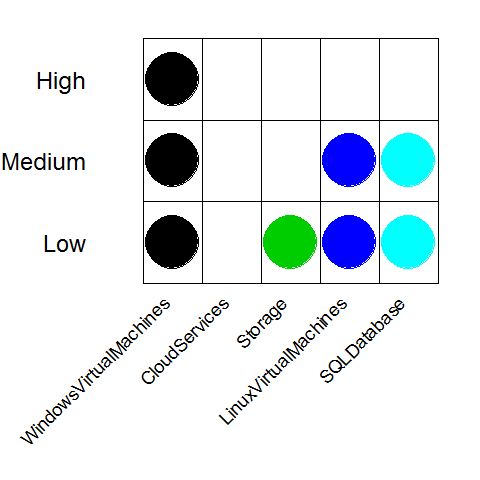 High
Medium
Low
WindowsVirtualMachines
CloudServices
Storage
LinuxVirtualMachines
SQLDatabase